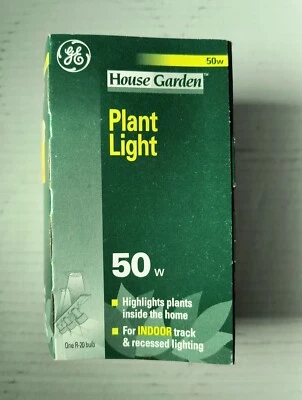 GE
50w
House Garden™
Plant
Light
50 w
Highlights plants
inside the home
For INDOOR track
& recessed lighting
One R-20 bulb